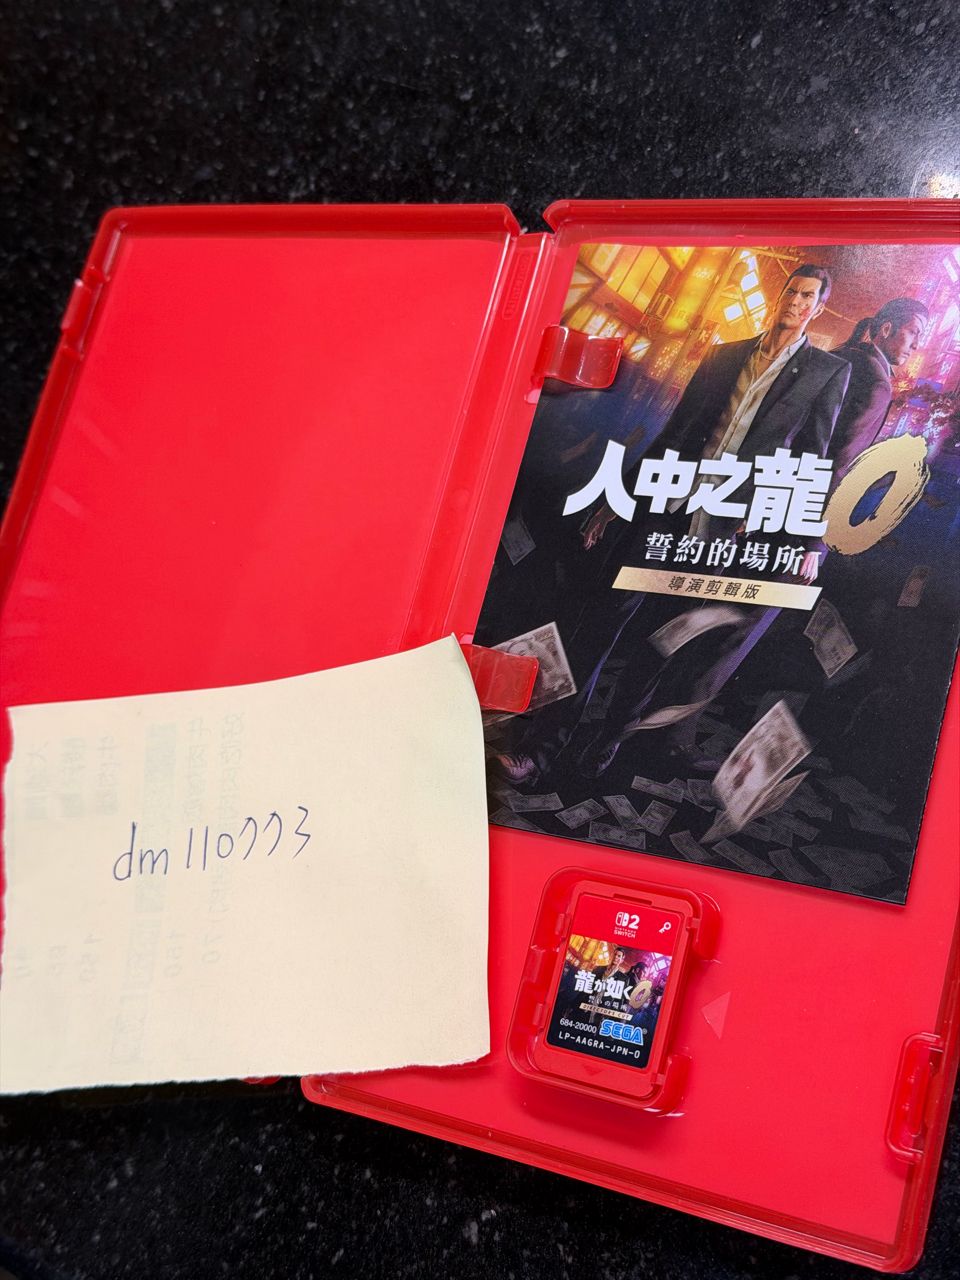 人中之龍0
誓約的場所
導演剪輯版
dm110773
2
NINTENDO
SWITCH
龍が如く0
誓いの場所
DIRECTOR'S CUT
684-20000 SEGA
LP-AAGRA-JPN-0